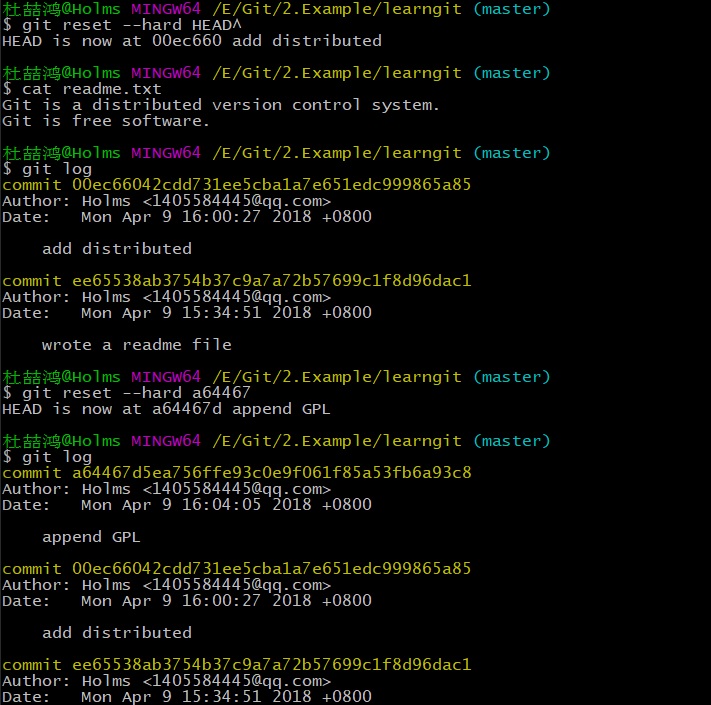 杜喆鸿@Holms MINGW64 /E/Git/2.Example/learngit (master)
$ git reset --hard HEAD^
HEAD is now at 00ec660 add distributed
杜喆鸿@Holms MINGW64 /E/Git/2.Example/learngit (master)
$ cat readme.txt
Git is a distributed version control system.
Git is free software.
杜喆鸿@Holms MINGW64 /E/Git/2.Example/learngit (master)
$ git log
commit 00ec66042cdd731ee5cba1a7e651edc999865a85
Author: Holms <1405584445@qq.com>
Date:   Mon Apr 9 16:00:27 2018 +0800
add distributed
commit ee65538ab3754b37c9a7a72b57699c1f8d96dac1
Author: Holms <1405584445@qq.com>
Date:   Mon Apr 9 15:34:51 2018 +0800
wrote a readme file
杜喆鸿@Holms MINGW64 /E/Git/2.Example/learngit (master)
$ git reset --hard a64467
HEAD is now at a64467d append GPL
杜喆鸿@Holms MINGW64 /E/Git/2.Example/learngit (master)
$ git log
commit a64467d5ea756ffe93c0e9f061f85a53fb6a93c8
Author: Holms <1405584445@qq.com>
Date:   Mon Apr 9 16:04:05 2018 +0800
append GPL
commit 00ec66042cdd731ee5cba1a7e651edc999865a85
Author: Holms <1405584445@qq.com>
Date:   Mon Apr 9 16:00:27 2018 +0800
add distributed
commit ee65538ab3754b37c9a7a72b57699c1f8d96dac1
Author: Holms <1405584445@qq.com>
Date:   Mon Apr 9 15:34:51 2018 +0800